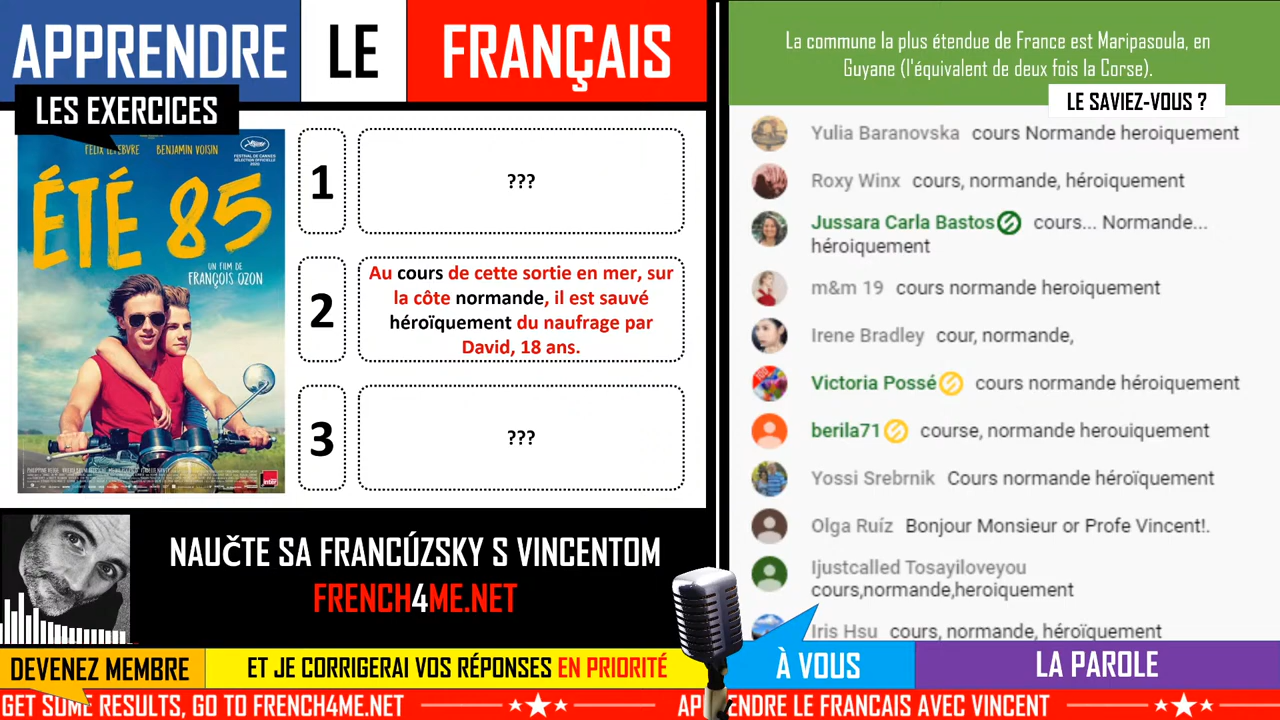 APPRENDRE LE FRANÇAIS
LES EXERCICES
BENJAMIN VOISIN
FESTIVAL DE CANNES
ÉTÉ 85
UN FILM DE
FRANÇOIS OZON
inter
1
???
2
Au cours de cette sortie en mer, sur
la côte normande, il est sauvé
héroïquement du naufrage par
David, 18 ans.
3
???
NAUČTE SA FRANCÚZSKY S VINCENTOM
FRENCH4ME.NET
DEVENEZ MEMBRE
ET JE CORRIGERAI VOS RÉPONSES EN PRIORITÉ
La commune la plus étendue de France est Maripasoula, en
Guyane (l'équivalent de deux fois la Corse).
LE SAVIEZ-VOUS ?
Yulia Baranovska cours Normande heroiquement
Roxy Winx cours, normande, héroiquement
Jussara Carla Bastos cours... Normande...
héroiquement
m&m 19 cours normande heroiquement
Irene Bradley cour, normande,
Victoria Possé cours normande héroiquement
berila71 course, normande herouiquement
Yossi Srebrnik Cours normande héroïquement
Olga Ruíz Bonjour Monsieur or Profe Vincent!.
Ijustcalled Tosayiloveyou
cours,normande,heroiquement
Iris Hsu cours, normande, héroïquement
À VOUS
LA PAROLE
GET SOME RESULTS, GO TO FRENCH4ME.NET
APPRENDRE LE FRANCAIS AVEC VINCENT